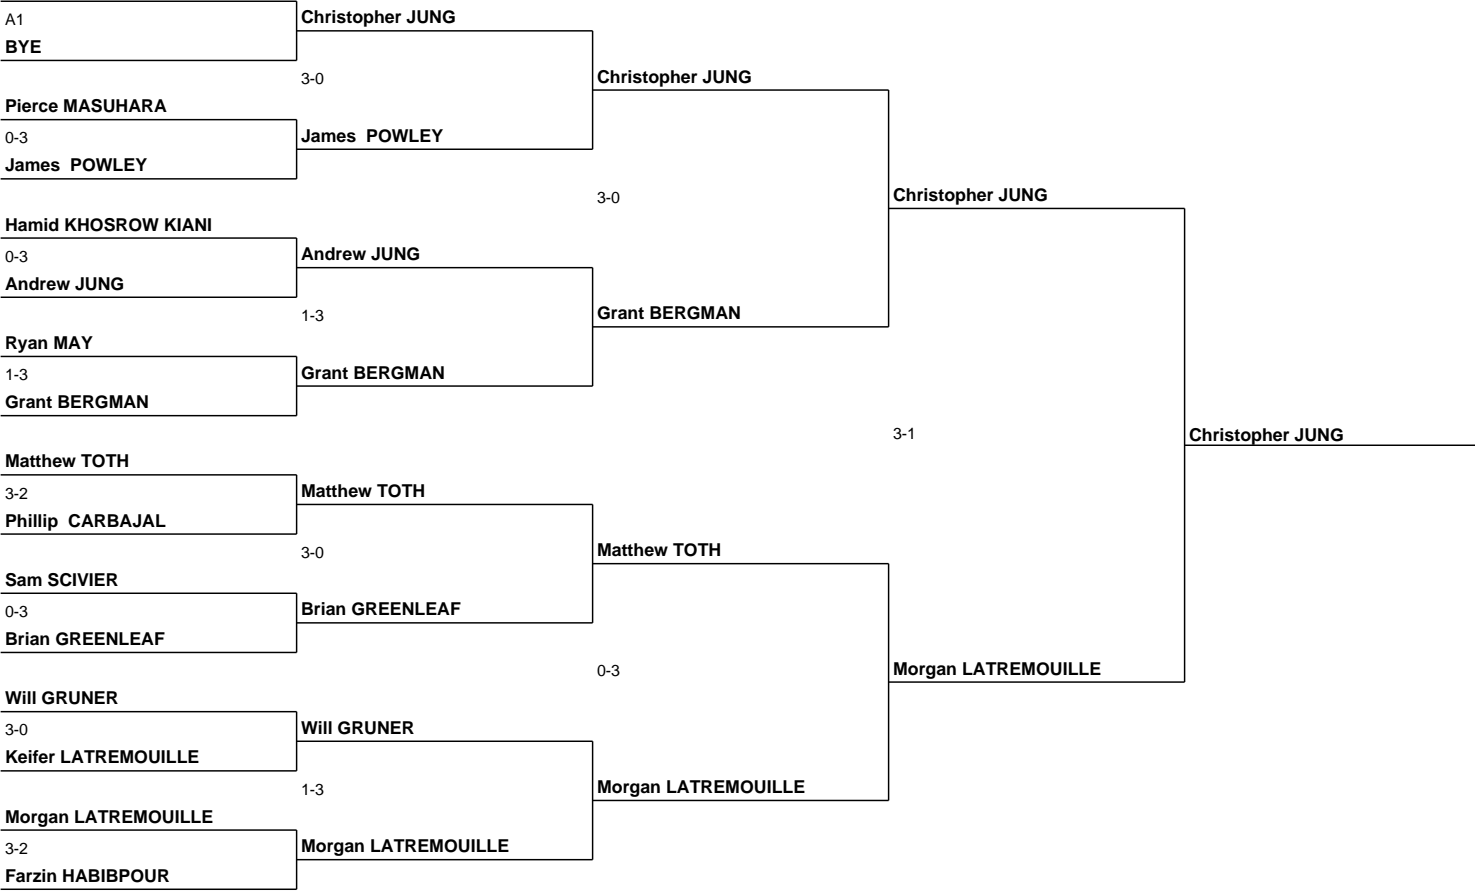 A1
BYE
Pierce MASUHARA
0-3
James  POWLEY
Hamid KHOSROW KIANI
0-3
Andrew JUNG
Ryan MAY
1-3
Grant BERGMAN
Matthew TOTH
3-2
Phillip  CARBAJAL
Sam SCIVIER
0-3
Brian GREENLEAF
Will GRUNER
3-0
Keifer LATREMOUILLE
Morgan LATREMOUILLE
3-2
Farzin HABIBPOUR
Christopher JUNG
3-0
James  POWLEY
Andrew JUNG
1-3
Grant BERGMAN
Matthew TOTH
3-0
Brian GREENLEAF
Will GRUNER
1-3
Morgan LATREMOUILLE
Christopher JUNG
3-0
Grant BERGMAN
Matthew TOTH
0-3
Morgan LATREMOUILLE
Christopher JUNG
3-1
Morgan LATREMOUILLE
Christopher JUNG